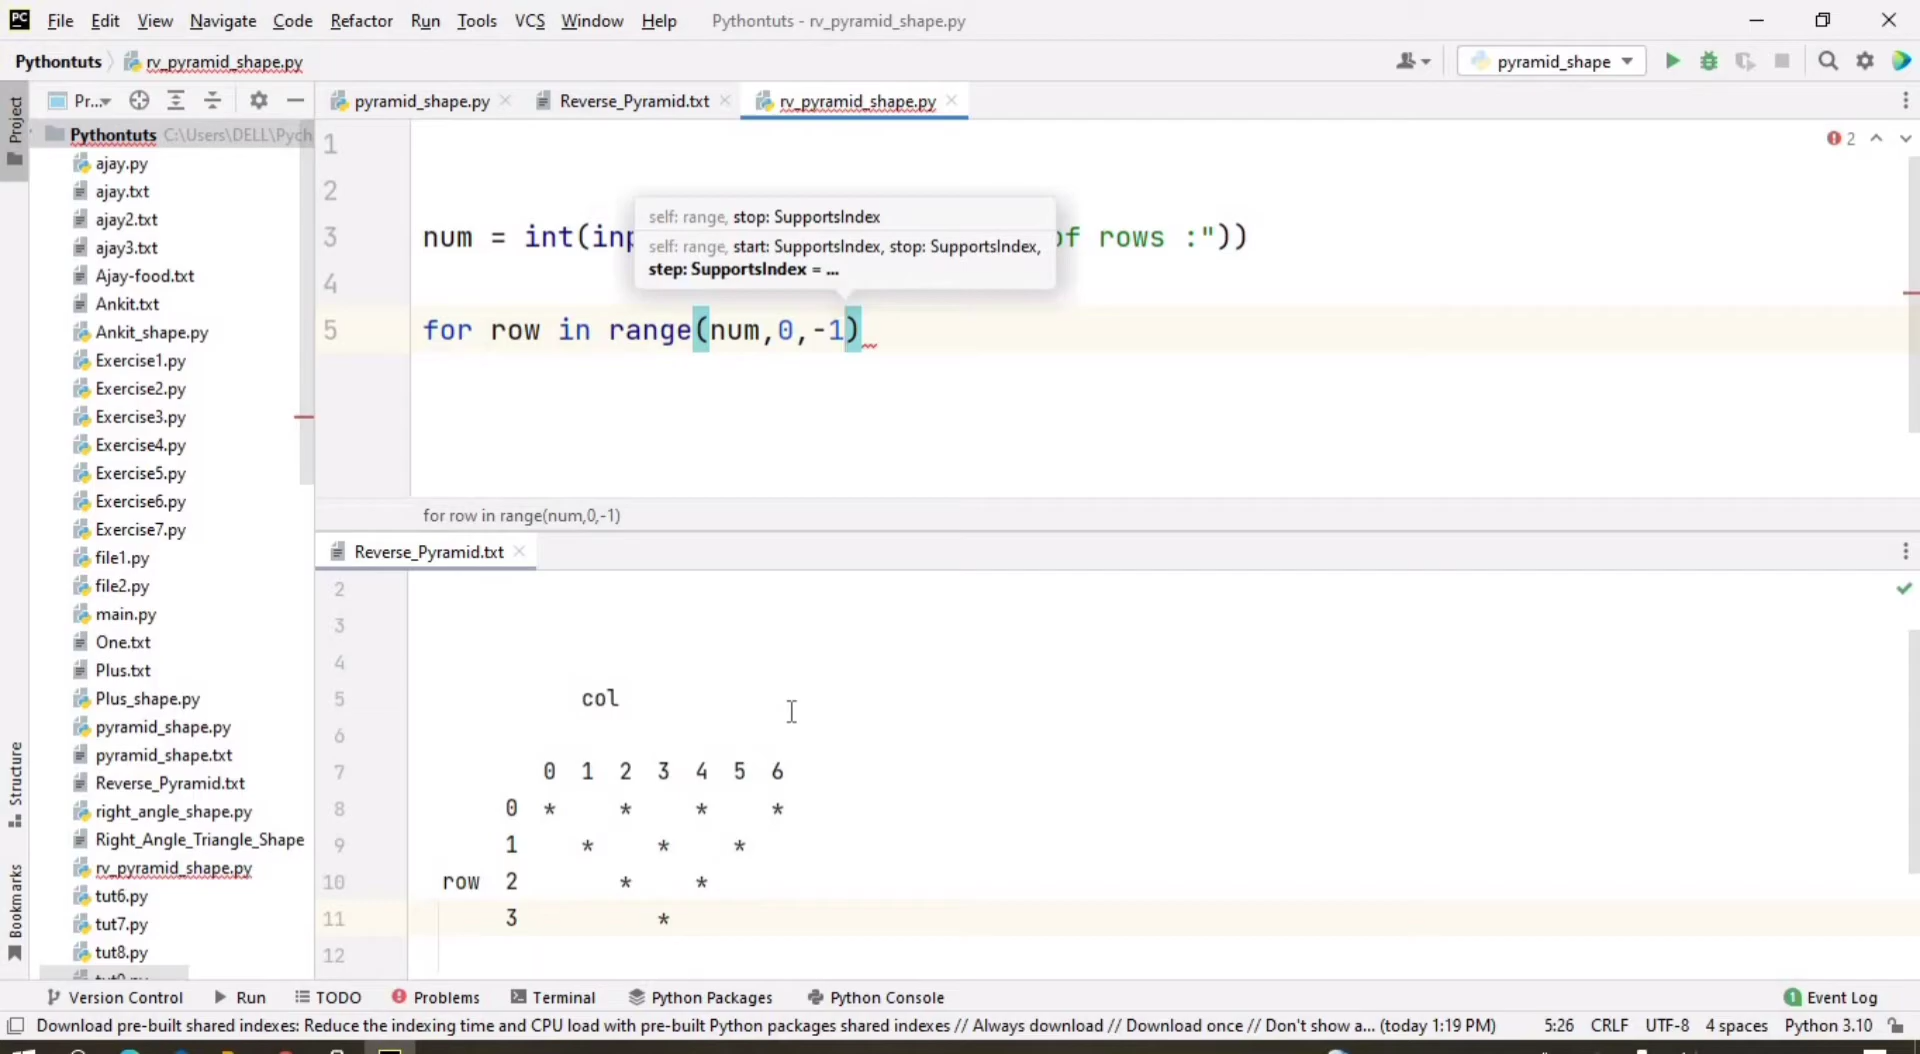 PC File Edit View Navigate Code Refactor Run Tools VCS Window Help Pythontuts - rv_pyramid_shape.py
Pythontuts rv_pyramid_shape.py pyramid_shape
Pr... pyramid_shape.py Reverse_Pyramid.txt rv_pyramid_shape.py
Project
Pythontuts C:\Users\DELL\Pych
ajay.py
ajay.txt
ajay2.txt
ajay3.txt
Ajay-food.txt
Ankit.txt
Ankit_shape.py
Exercise1.py
Exercise2.py
Exercise3.py
Exercise4.py
Exercise5.py
Exercise6.py
Exercise7.py
file1.py
file2.py
main.py
One.txt
Plus.txt
Plus_shape.py
pyramid_shape.py
pyramid_shape.txt
Reverse_Pyramid.txt
right_angle_shape.py
Right_Angle_Triangle_Shape
rv_pyramid_shape.py
tut6.py
tut7.py
tut8.py
Structure
Bookmarks
1
2
2
self: range, stop: SupportsIndex
self: range, start: SupportsIndex, stop: SupportsIndex,
step: SupportsIndex = ...
3 num = int(inp of rows :"))
4
5 for row in range(num,0,-1)
for row in range(num,0,-1)
Reverse_Pyramid.txt
2
3
4
5 col
6
7 0 1 2 3 4 5 6
8 0 * * * *
9 1 * * *
10 row 2 * *
11 3 *
12
Version Control Run TODO Problems Terminal Python Packages Python Console 1 Event Log
Download pre-built shared indexes: Reduce the indexing time and CPU load with pre-built Python packages shared indexes // Always download // Download once // Don't show a... (today 1:19 PM) 5:26 CRLF UTF-8 4 spaces Python 3.10